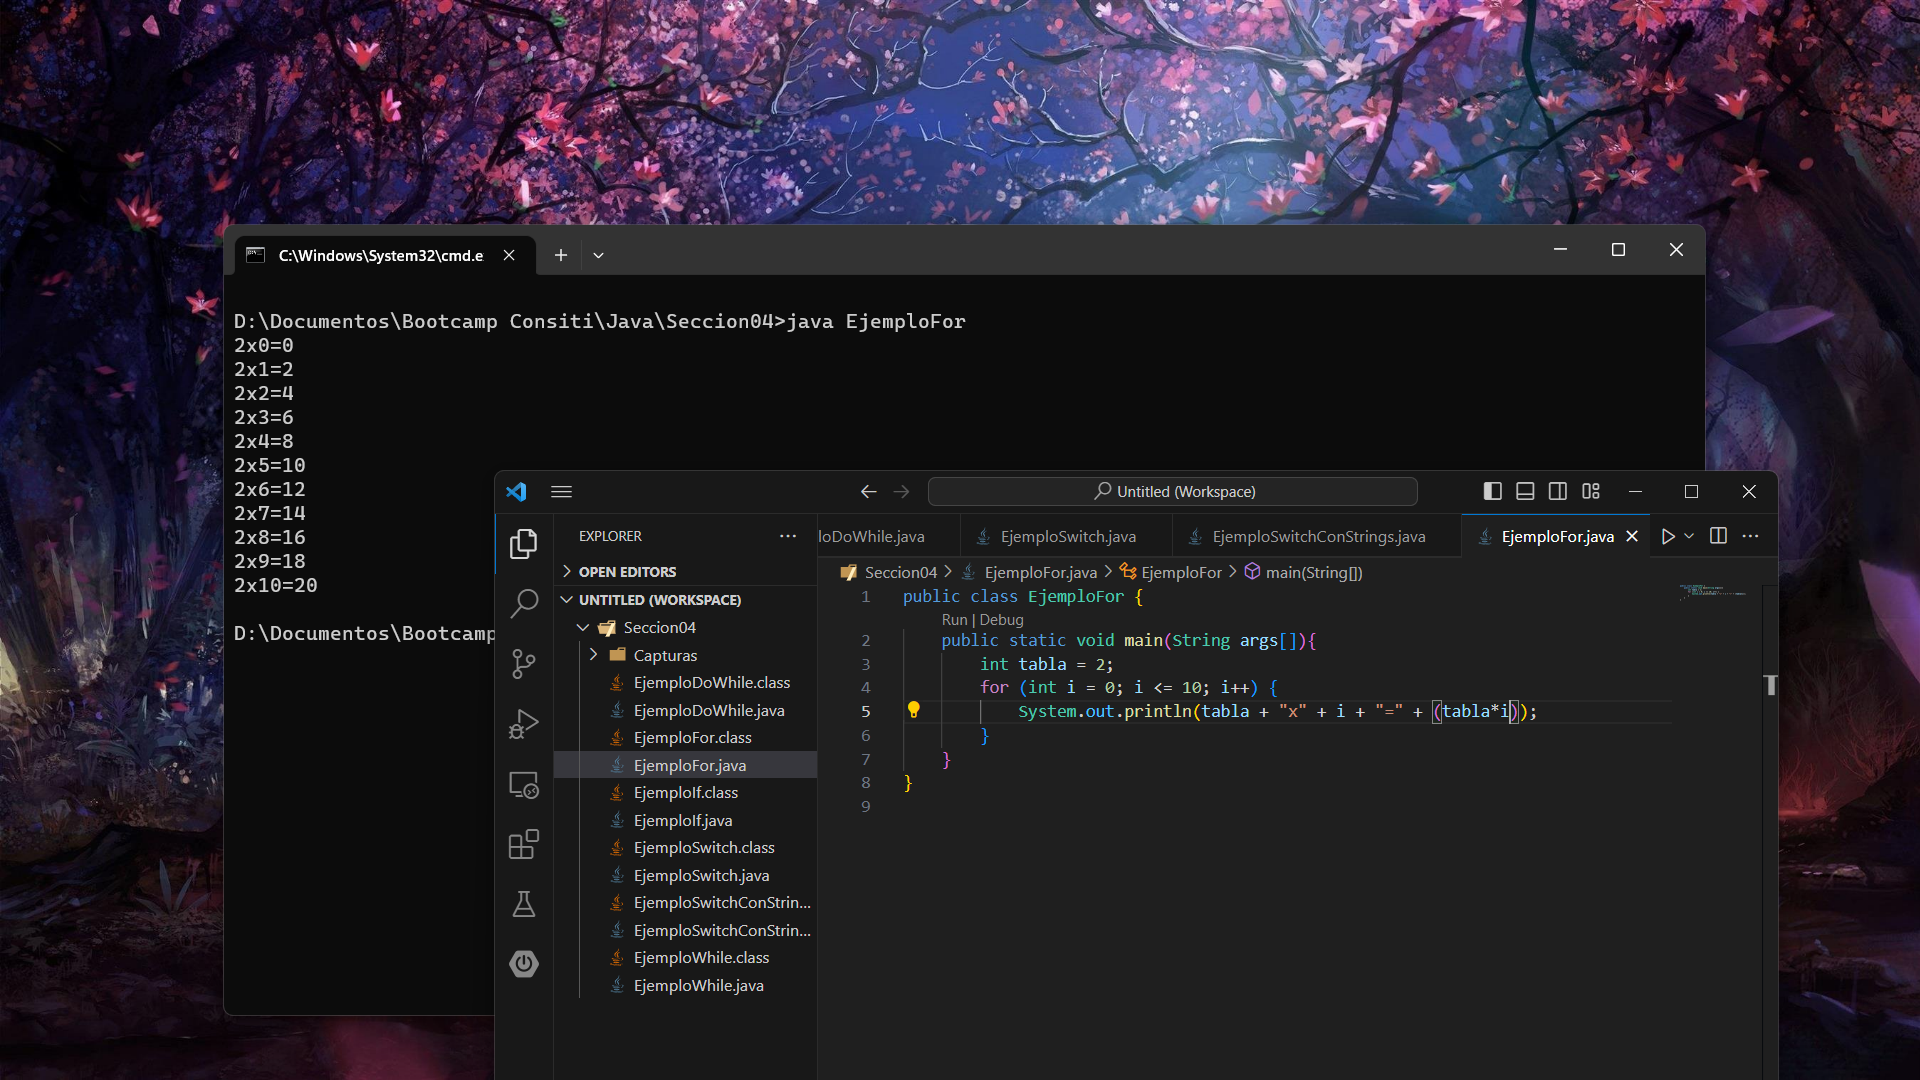 C:\Windows\System32\cmd.e
D:\Documentos\Bootcamp Consiti\Java\Seccion04>java EjemploFor
2x0=0
2x1=2
2x2=4
2x3=6
2x4=8
2x5=10
2x6=12
2x7=14
2x8=16
2x9=18
2x10=20
D:\Documentos\Bootcamp
Untitled (Workspace)
EXPLORER
OPEN EDITORS
UNTITLED (WORKSPACE)
Seccion04
Capturas
EjemploDoWhile.class
EjemploDoWhile.java
EjemploFor.class
EjemploFor.java
EjemploIf.class
EjemploIf.java
EjemploSwitch.class
EjemploSwitch.java
EjemploSwitchConStrin...
EjemploSwitchConStrin...
EjemploWhile.class
EjemploWhile.java
loDoWhile.java EjemploSwitch.java EjemploSwitchConStrings.java EjemploFor.java
Seccion04 > EjemploFor.java > EjemploFor > main(String[])
1 public class EjemploFor {
Run | Debug
2 public static void main(String args[]){
3 int tabla = 2;
4 for (int i = 0; i <= 10; i++) {
5 System.out.println(tabla + "x" + i + "=" + (tabla*i));
6 }
7 }
8 }
9